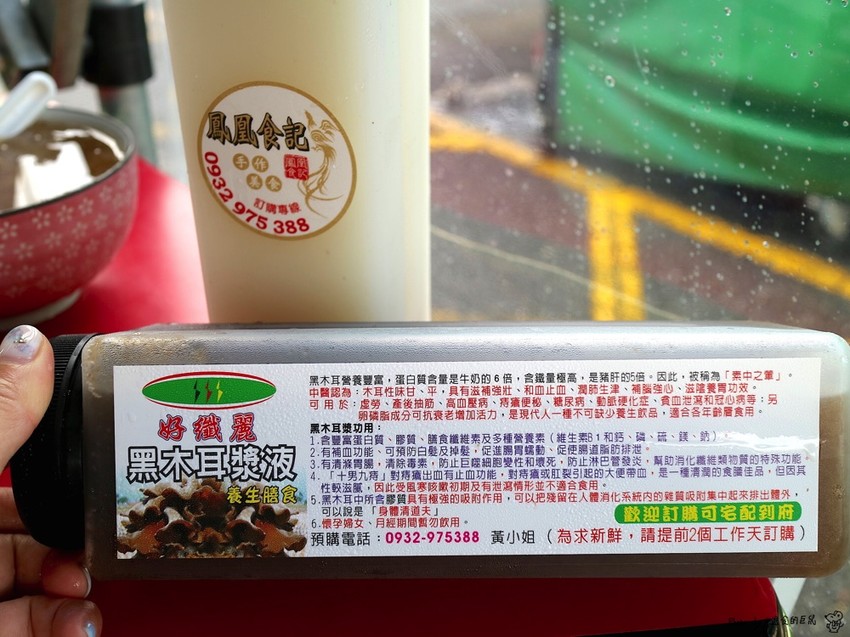 鳳凰食記
手作
美食
鳳凰食記
訂購專線
0932 975 388
好纖麗
黑木耳漿液
養生膳食
黑木耳營養豐富，蛋白質含量是牛奶的6倍，含鐵量極高，是豬肝的5倍。因此，被稱為「素中之葷」。
中醫認為：木耳性味甘、平，具有滋補強壯、和血止血、潤肺生津、補腦強心、滋陰養胃功效。
可用於：虛勞、產後抽筋、高血壓病、痔瘡便秘、糖尿病、動脈硬化症、貧血泄瀉和冠心病等；另
卵磷脂成分可抗衰老增加活力，是現代人一種不可缺少養生飲品，適合各年齡層食用。
黑木耳漿功用：
1.含豐富蛋白質、膠質、膳食纖維素及多種營養素（維生素B1和鈣、磷、硫、鎂、鈉）。
2.有補血功能、可預防白髮及掉髮，促進腸胃蠕動、促使腸道脂肪排泄。
3.有清滌胃腸，清除毒素，防止巨噬細胞變性和壞死，防止淋巴管發炎，幫助消化纖維類物質的特殊功能。
4.「十男九痔」對痔瘡出血有止血功能，對痔瘡或肛裂引起的大便帶血，是一種清潤的食膳佳品，但因其
性較滋膩，因此受風寒咳嗽初期及有泄瀉情形並不適合食用。
5.黑木耳中所含膠質具有極強的吸附作用，可以把殘留在人體消化系統內的雜質吸附集中起來排出體外，
可以說是「身體清道夫」
6.懷孕婦女、月經期間暫勿飲用。
歡迎訂購可宅配到府
預購電話：0932-975388 黃小姐（為求新鮮，請提前2個工作天訂購）